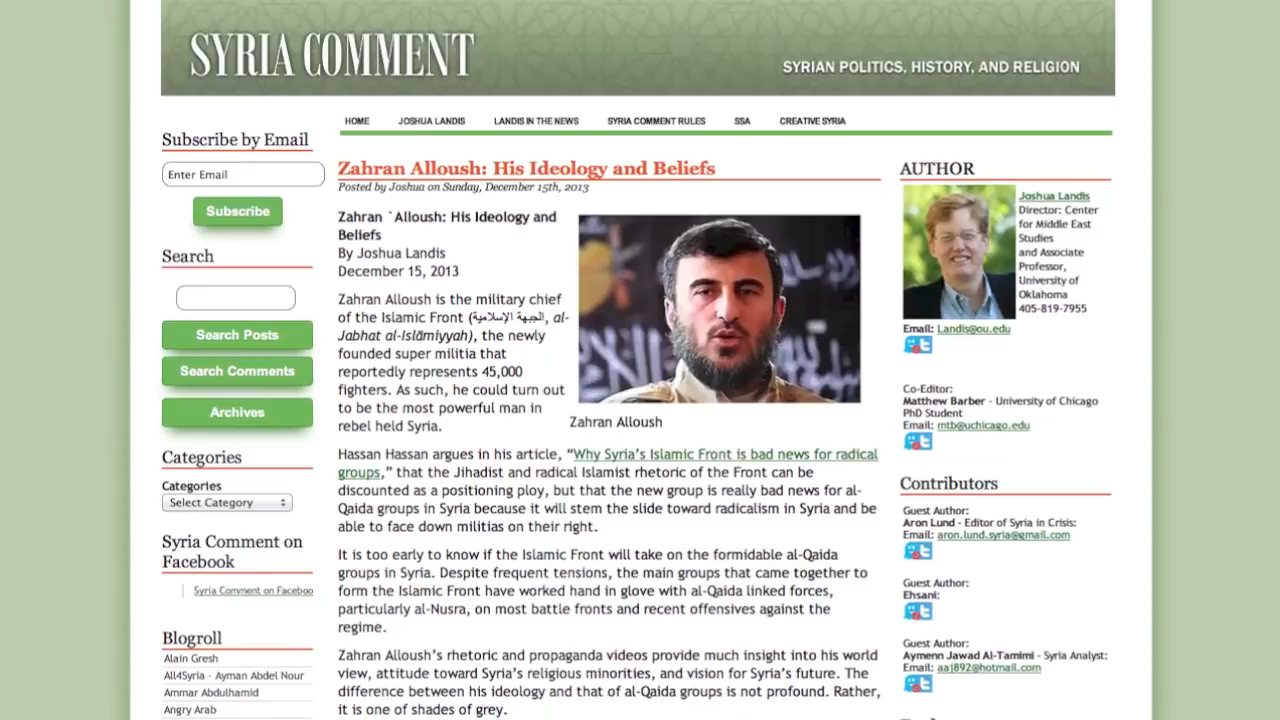 SYRIA COMMENT
SYRIAN POLITICS, HISTORY, AND RELIGION
HOME
JOSHUA LANDIS
LANDIS IN THE NEWS
SYRIA COMMENT RULES
SSA
CREATIVE SYRIA
Subscribe by Email
Enter Email
Subscribe
Search
Search Posts
Search Comments
Archives
Categories
Categories
Select Category
Syria Comment on
Facebook
Syria Comment on Faceboo
Blogroll
Alain Gresh
All4Syria - Ayman Abdel Nour
Ammar Abdulhamid
Angry Arab
Zahran Alloush: His Ideology and Beliefs
Posted by Joshua on Sunday, December 15th, 2013
Zahran `Alloush: His Ideology and
Beliefs
By Joshua Landis
December 15, 2013
Zahran Alloush is the military chief
of the Islamic Front (الجبهة الإسلامية, al-
Jabhat al-Islāmiyyah), the newly
founded super militia that
reportedly represents 45,000
fighters. As such, he could turn out
to be the most powerful man in
rebel held Syria.
Zahran Alloush
Hassan Hassan argues in his article, “Why Syria’s Islamic Front is bad news for radical
groups,” that the Jihadist and radical Islamist rhetoric of the Front can be
discounted as a positioning ploy, but that the new group is really bad news for al-
Qaida groups in Syria because it will stem the slide toward radicalism in Syria and be
able to face down militias on their right.
It is too early to know if the Islamic Front will take on the formidable al-Qaida
groups in Syria. Despite frequent tensions, the main groups that came together to
form the Islamic Front have worked hand in glove with al-Qaida linked forces,
particularly al-Nusra, on most battle fronts and recent offensives against the
regime.
Zahran Alloush’s rhetoric and propaganda videos provide much insight into his world
view, attitude toward Syria’s religious minorities, and vision for Syria’s future. The
difference between his ideology and that of al-Qaida groups is not profound. Rather,
it is one of shades of grey.
AUTHOR
Joshua Landis
Director: Center
for Middle East
Studies
and Associate
Professor,
University of
Oklahoma
405-819-7955
Email: Landis@ou.edu
Co-Editor:
Matthew Barber - University of Chicago
PhD Student
Email: mtb@uchicago.edu
Contributors
Guest Author:
Aron Lund - Editor of Syria in Crisis:
Email: aron.lund.syria@gmail.com
Guest Author:
Ehsani:
Guest Author:
Aymenn Jawad Al-Tamimi - Syria Analyst:
Email: aaj892@hotmail.com